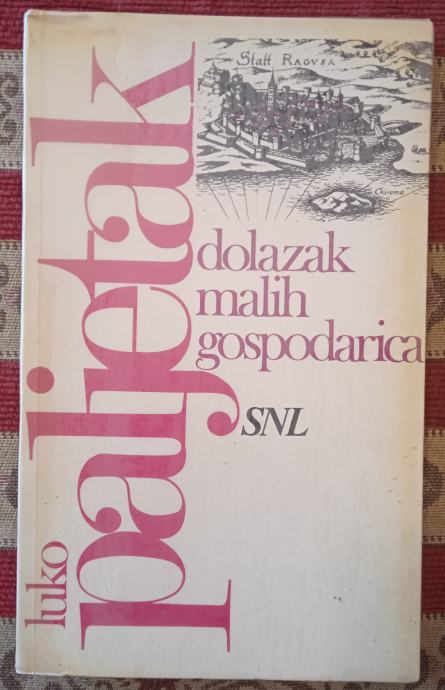 luko
paljetak
Statt RAGVSA
Chiroma
dolazak
malih
gospodarica
SNL